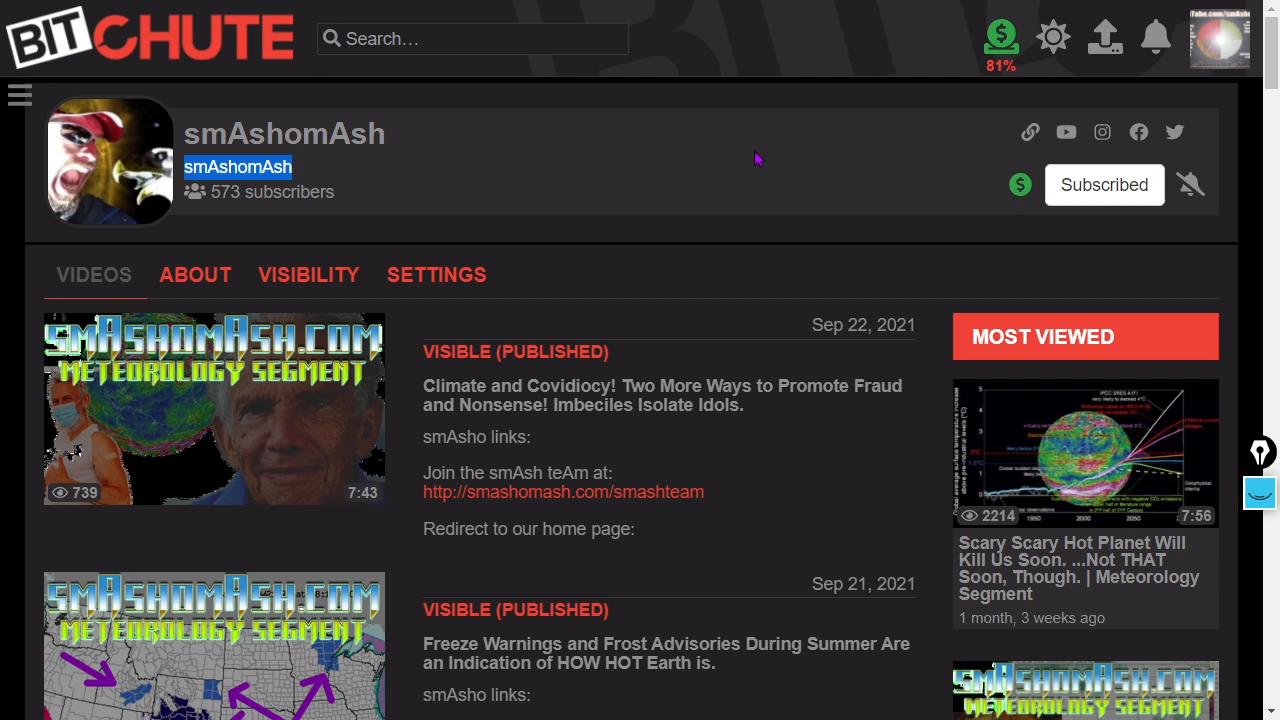 BITCHUTE
Search...
81%
smAshomAsh
smAshomAsh
573 subscribers
Subscribed
VIDEOS ABOUT VISIBILITY SETTINGS
smAshomAsh.com
METEOROLOGY SEGMENT
739
7:43
Sep 22, 2021
VISIBLE (PUBLISHED)
Climate and Covidiocy! Two More Ways to Promote Fraud
and Nonsense! Imbeciles Isolate Idols.
smAsho links:
Join the smAsh teAm at:
http://smashomash.com/smashteam
Redirect to our home page:
smAshomAsh.com
METEOROLOGY SEGMENT
Sep 21, 2021
VISIBLE (PUBLISHED)
Freeze Warnings and Frost Advisories During Summer Are
an Indication of HOW HOT Earth is.
smAsho links:
MOST VIEWED
1950 2000 2050
2214
7:56
Scary Scary Hot Planet Will
Kill Us Soon. ...Not THAT
Soon, Though. | Meteorology
Segment
1 month, 3 weeks ago
smAshomAsh.com
METEOROLOGY SEGMENT